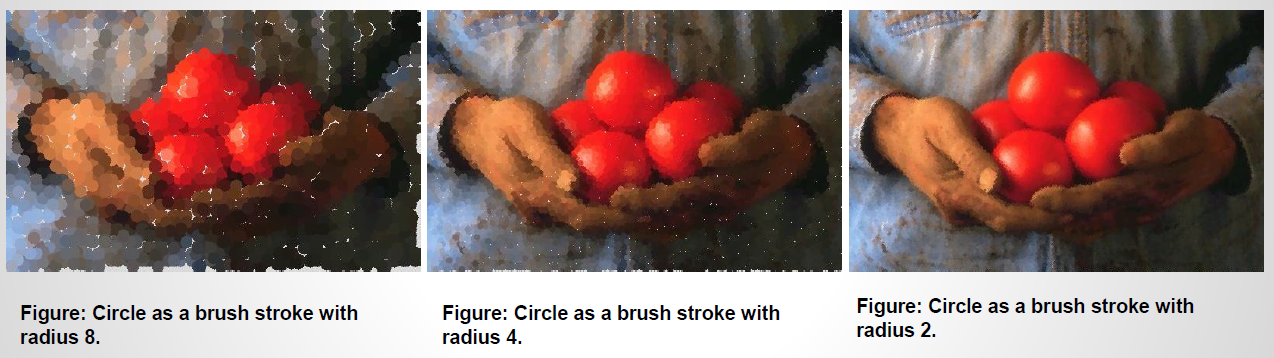 Figure: Circle as a brush stroke with
radius 8.
Figure: Circle as a brush stroke with
radius 4.
Figure: Circle as a brush stroke with
radius 2.